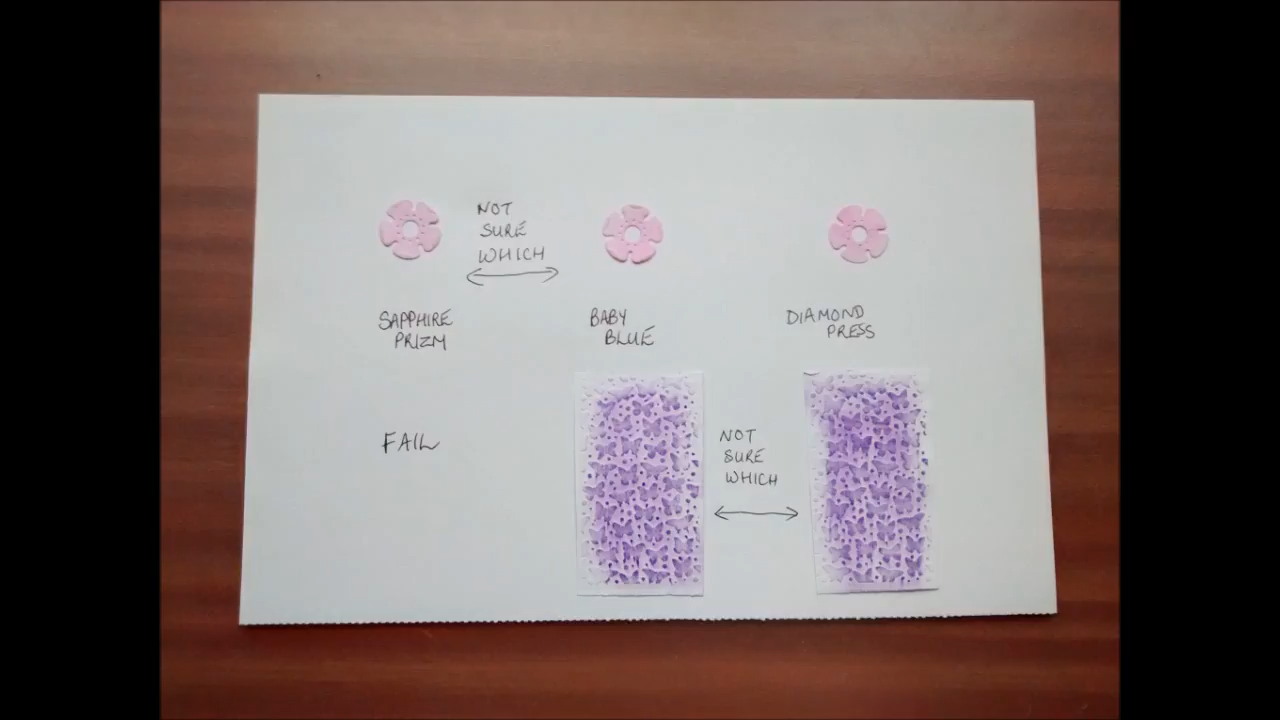 NOT
SURE
WHICH
SAPPHIRE
PRIZM
BABY
BLUE
DIAMOND
PRESS
FAIL
NOT
SURE
WHICH